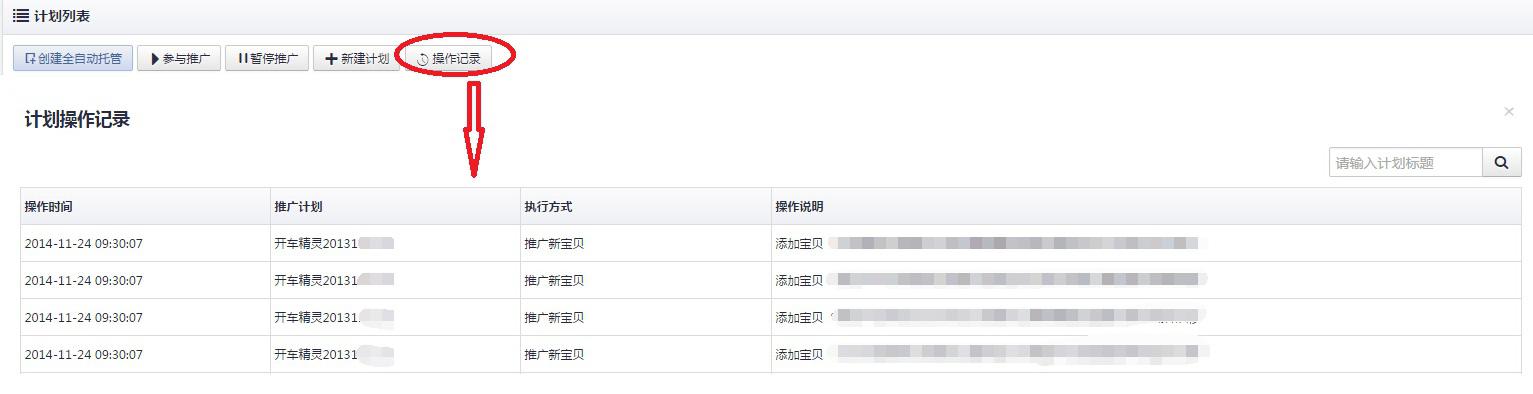 计划列表
创建全自动托管 参与推广 暂停推广 新建计划 操作记录
计划操作记录
请输入计划标题
操作时间 推广计划 执行方式 操作说明
2014-11-24 09:30:07 开车精灵20131 推广新宝贝 添加宝贝
2014-11-24 09:30:07 开车精灵20131 推广新宝贝 添加宝贝
2014-11-24 09:30:07 开车精灵20131 推广新宝贝 添加宝贝
2014-11-24 09:30:07 开车精灵20131 推广新宝贝 添加宝贝